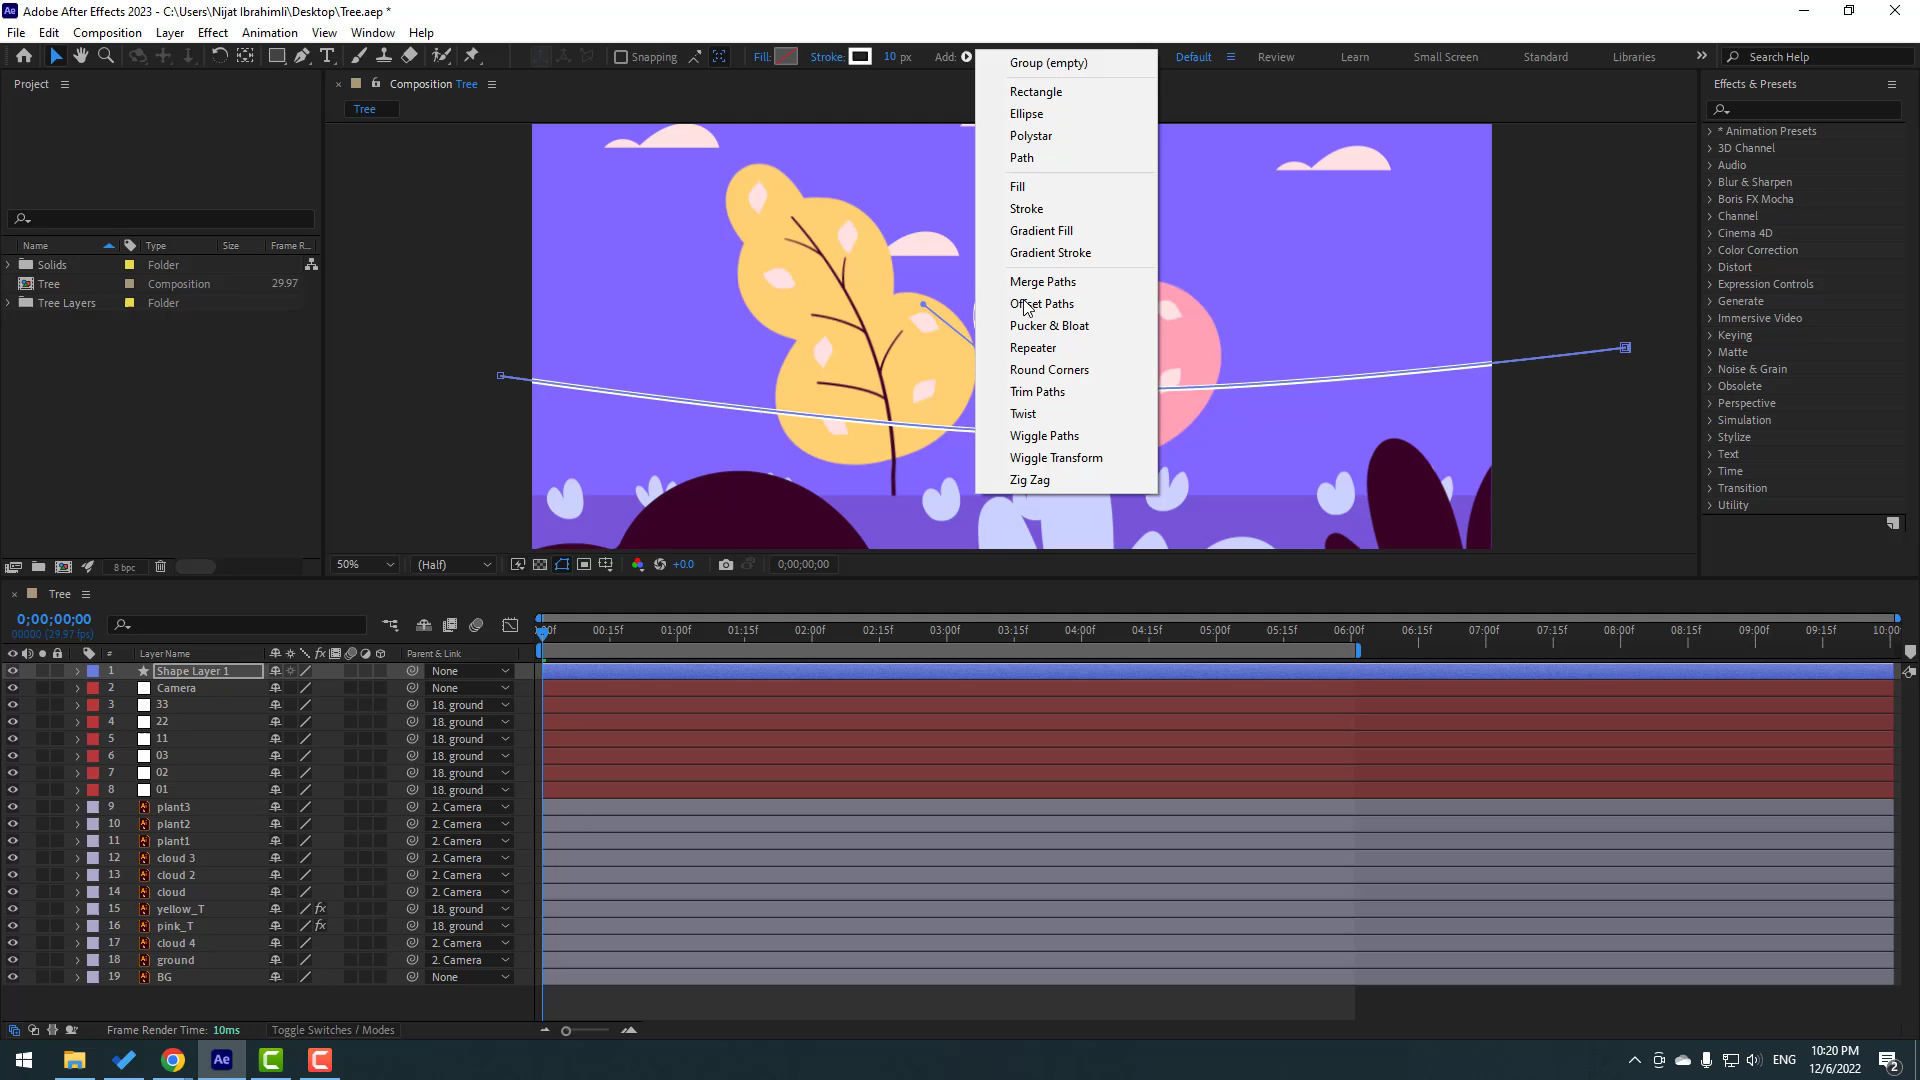 Adobe After Effects 2023 - C:\Users\Nijat Ibrahimli\Desktop\Tree.aep *
File Edit Composition Layer Effect Animation View Window Help
Snapping Fill: Stroke: 10 px Add: Default Review Learn Small Screen Standard Libraries Search Help
Project
Composition Tree
Tree
Effects & Presets
Group (empty)
Rectangle
Ellipse
Polystar
Path
Fill
Stroke
Gradient Fill
Gradient Stroke
Merge Paths
Offset Paths
Pucker & Bloat
Repeater
Round Corners
Trim Paths
Twist
Wiggle Paths
Wiggle Transform
Zig Zag
Name Type Size Frame R...
Solids Folder
Tree Composition 29.97
Tree Layers Folder
* Animation Presets
3D Channel
Audio
Blur & Sharpen
Boris FX Mocha
Channel
Cinema 4D
Color Correction
Distort
Expression Controls
Generate
Immersive Video
Keying
Matte
Noise & Grain
Obsolete
Perspective
Simulation
Stylize
Text
Time
Transition
Utility
8 bpc
50% (Half) +0.0 0;00;00;00
Tree
0;00;00;00
00000 (29.97 fps)
00f 00:15f 01:00f 01:15f 02:00f 02:15f 03:00f 03:15f 04:00f 04:15f 05:00f 05:15f 06:00f 06:15f 07:00f 07:15f 08:00f 08:15f 09:00f 09:15f 10:00
# Layer Name Parent & Link
1 Shape Layer 1 None
2 Camera None
3 33 18. ground
4 22 18. ground
5 11 18. ground
6 03 18. ground
7 02 18. ground
8 01 18. ground
9 plant3 2. Camera
10 plant2 2. Camera
11 plant1 2. Camera
12 cloud 3 2. Camera
13 cloud 2 2. Camera
14 cloud 2. Camera
15 yellow_T fx 18. ground
16 pink_T fx 18. ground
17 cloud 4 2. Camera
18 ground 2. Camera
19 BG None
Frame Render Time: 10ms Toggle Switches / Modes
ENG
10:20 PM
12/6/2022
2